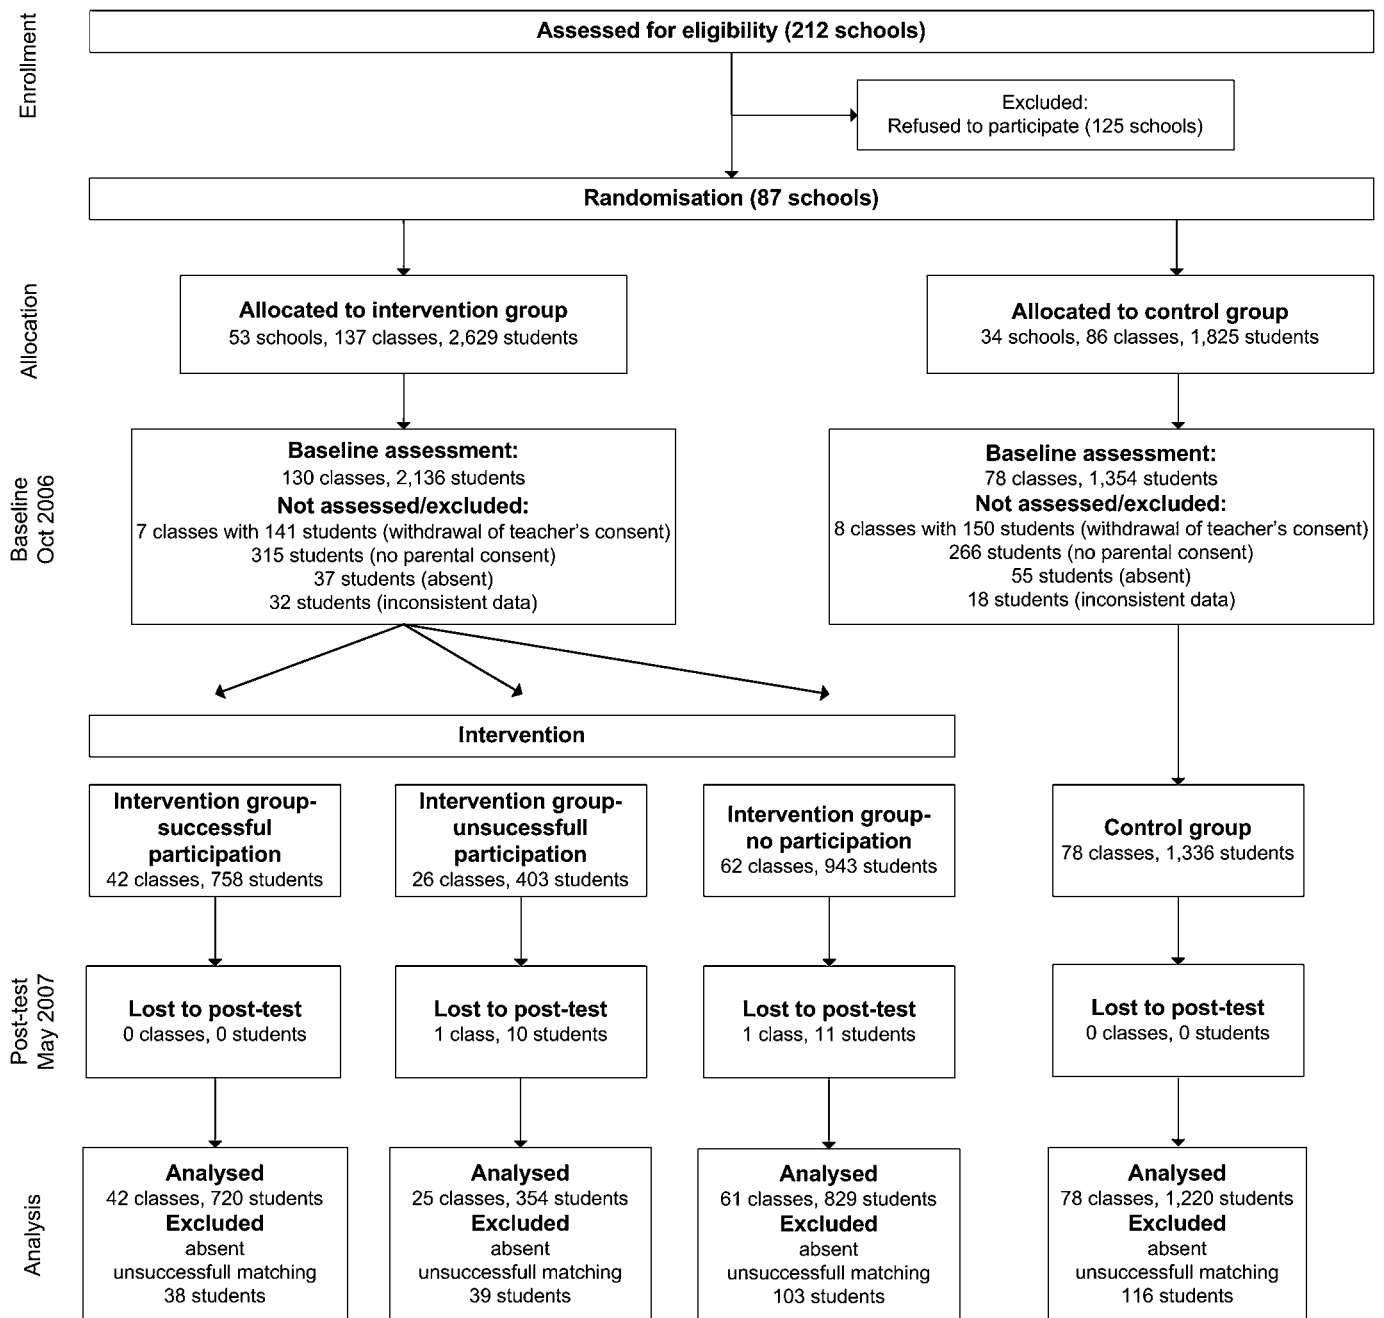 Enrollment
Assessed for eligibility (212 schools)
Excluded:
Refused to participate (125 schools)
Randomisation (87 schools)
Allocation
Allocated to intervention group
53 schools, 137 classes, 2,629 students
Allocated to control group
34 schools, 86 classes, 1,825 students
Baseline
Oct 2006
Baseline assessment:
130 classes, 2,136 students
Not assessed/excluded:
7 classes with 141 students (withdrawal of teacher's consent)
315 students (no parental consent)
37 students (absent)
32 students (inconsistent data)
Baseline assessment:
78 classes, 1,354 students
Not assessed/excluded:
8 classes with 150 students (withdrawal of teacher's consent)
266 students (no parental consent)
55 students (absent)
18 students (inconsistent data)
Intervention
Intervention group-
successful
participation
42 classes, 758 students
Intervention group-
unsucessfull
participation
26 classes, 403 students
Intervention group-
no participation
62 classes, 943 students
Control group
78 classes, 1,336 students
Post-test
May 2007
Lost to post-test
0 classes, 0 students
Lost to post-test
1 class, 10 students
Lost to post-test
1 class, 11 students
Lost to post-test
0 classes, 0 students
Analysis
Analysed
42 classes, 720 students
Excluded
absent
unsuccessfull matching
38 students
Analysed
25 classes, 354 students
Excluded
absent
unsuccessfull matching
39 students
Analysed
61 classes, 829 students
Excluded
absent
unsuccessfull matching
103 students
Analysed
78 classes, 1,220 students
Excluded
absent
unsuccessfull matching
116 students